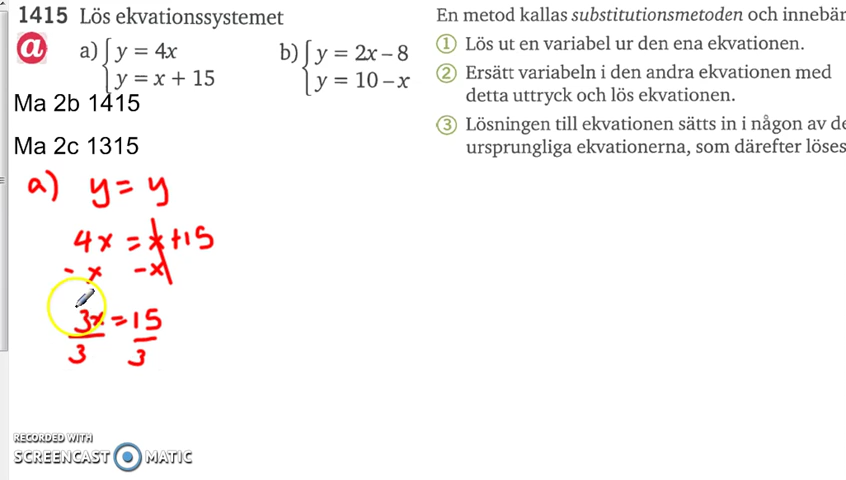 1415 Lös ekvationssystemet
a
a) y = 4x
y = x + 15
b) y = 2x – 8
y = 10 – x
Ma 2b 1415
Ma 2c 1315
a) y = y
4x = x + 15
- x - x
3x = 15
3 3
En metod kallas substitutionsmetoden och innebär
1 Lös ut en variabel ur den ena ekvationen.
2 Ersätt variabeln i den andra ekvationen med
detta uttryck och lös ekvationen.
3 Lösningen till ekvationen sätts in i någon av de
ursprungliga ekvationerna, som därefter löses
RECORDED WITH
SCREENCAST MATIC